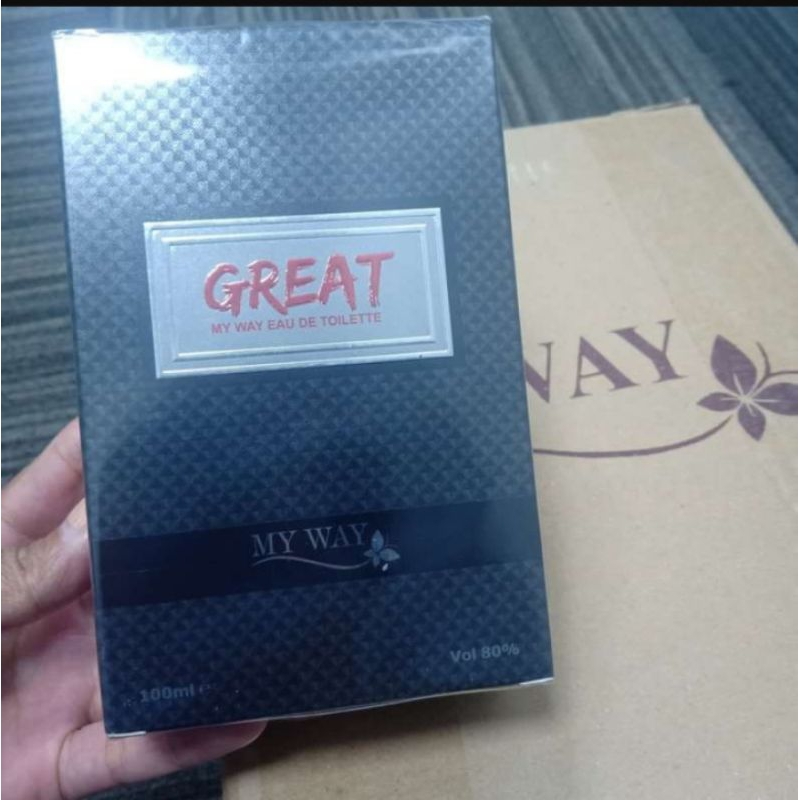 GREAT
MY WAY EAU DE TOILETTE
WAY
MY WAY
Vol 80%
100ml e